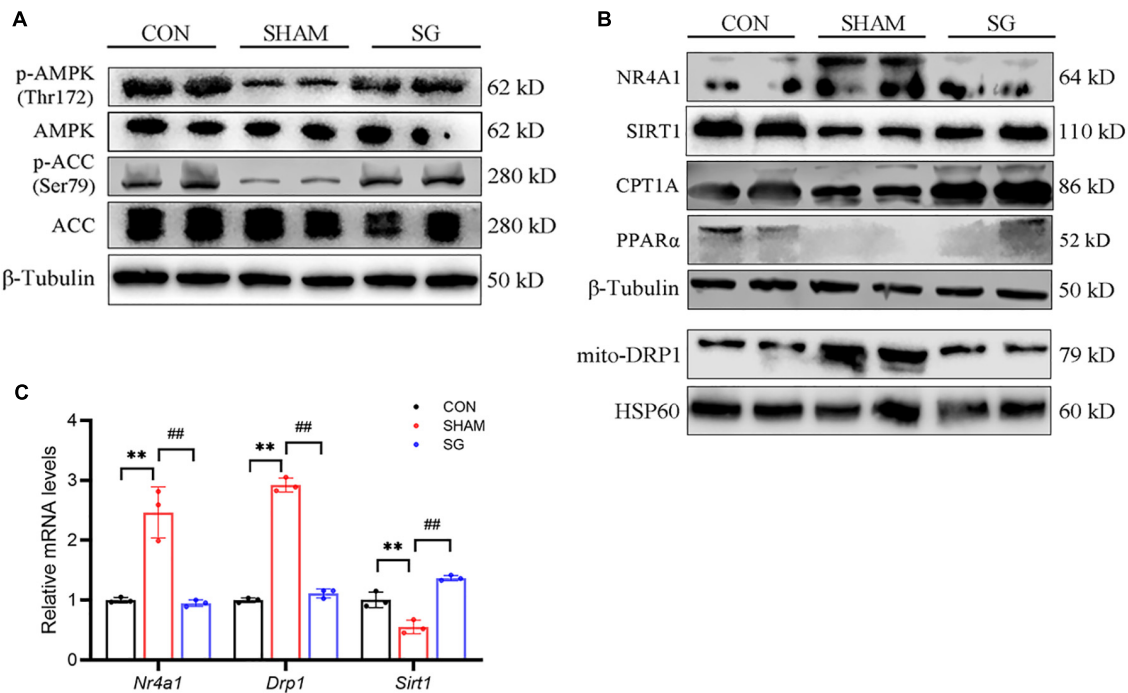 A
CON SHAM SG
p-AMPK
(Thr172)
62 kD
AMPK 62 kD
p-ACC
(Ser79)
280 kD
ACC 280 kD
β-Tubulin 50 kD
B
CON SHAM SG
NR4A1 64 kD
SIRT1 110 kD
CPT1A 86 kD
PPARα 52 kD
β-Tubulin 50 kD
mito-DRP1 79 kD
HSP60 60 kD
C
CON
SHAM
SG
Relative mRNA levels
4
3
2
1
0
** ##
** ##
** ##
Nr4a1 Drp1 Sirt1